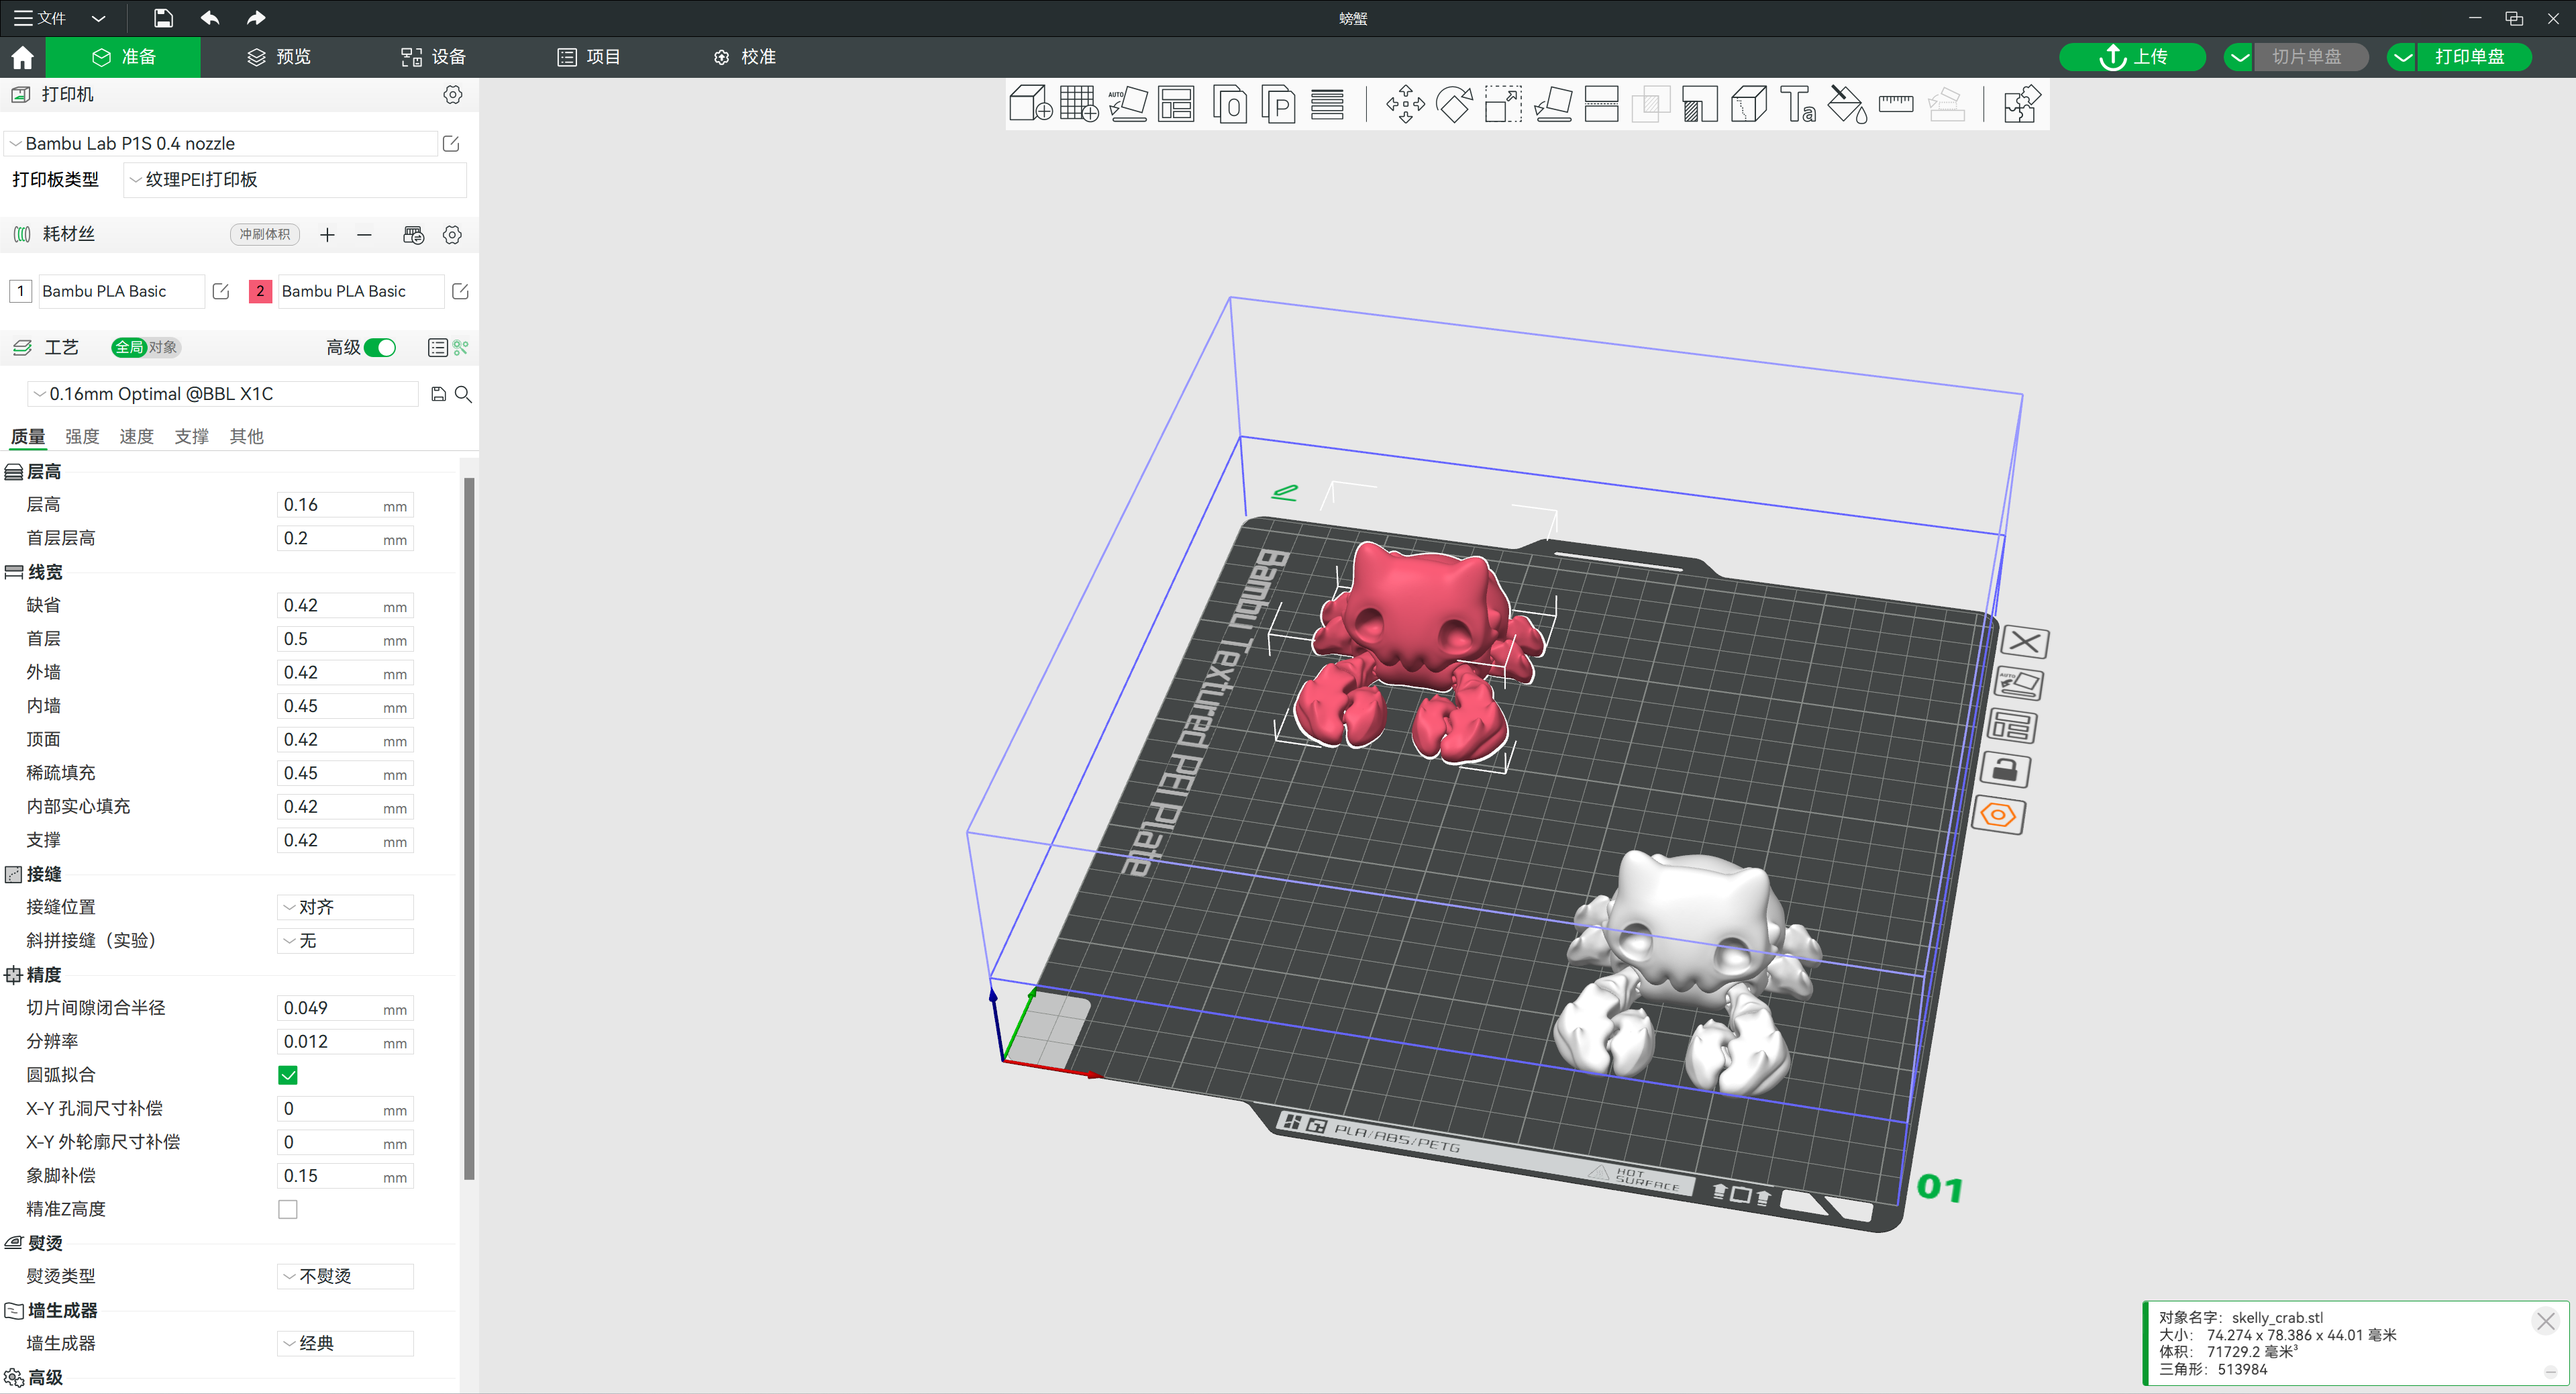 文件
螃蟹
准备
预览
设备
项目
校准
上传
切片单盘
打印单盘
打印机
Bambu Lab P1S 0.4 nozzle
打印板类型
纹理PEI打印板
耗材丝
冲刷体积
1 Bambu PLA Basic
2 Bambu PLA Basic
工艺
全局 对象
高级
0.16mm Optimal @BBL X1C
质量 强度 速度 支撑 其他
层高
层高 0.16 mm
首层层高 0.2 mm
线宽
缺省 0.42 mm
首层 0.5 mm
外墙 0.42 mm
内墙 0.45 mm
顶面 0.42 mm
稀疏填充 0.45 mm
内部实心填充 0.42 mm
支撑 0.42 mm
接缝
接缝位置 对齐
斜拼接缝（实验） 无
精度
切片间隙闭合半径 0.049 mm
分辨率 0.012 mm
圆弧拟合
X-Y 孔洞尺寸补偿 0 mm
X-Y 外轮廓尺寸补偿 0 mm
象脚补偿 0.15 mm
精准Z高度
熨烫
熨烫类型 不熨烫
墙生成器
墙生成器 经典
高级
AUTO
O
P
Ta
Bambu Textured PEI Plate
AUTO
PLA/ABS/PETG
HOT
SURFACE
01
对象名字： skelly_crab.stl
大小： 74.274 x 78.386 x 44.01 毫米
体积： 71729.2 毫米³
三角形： 513984